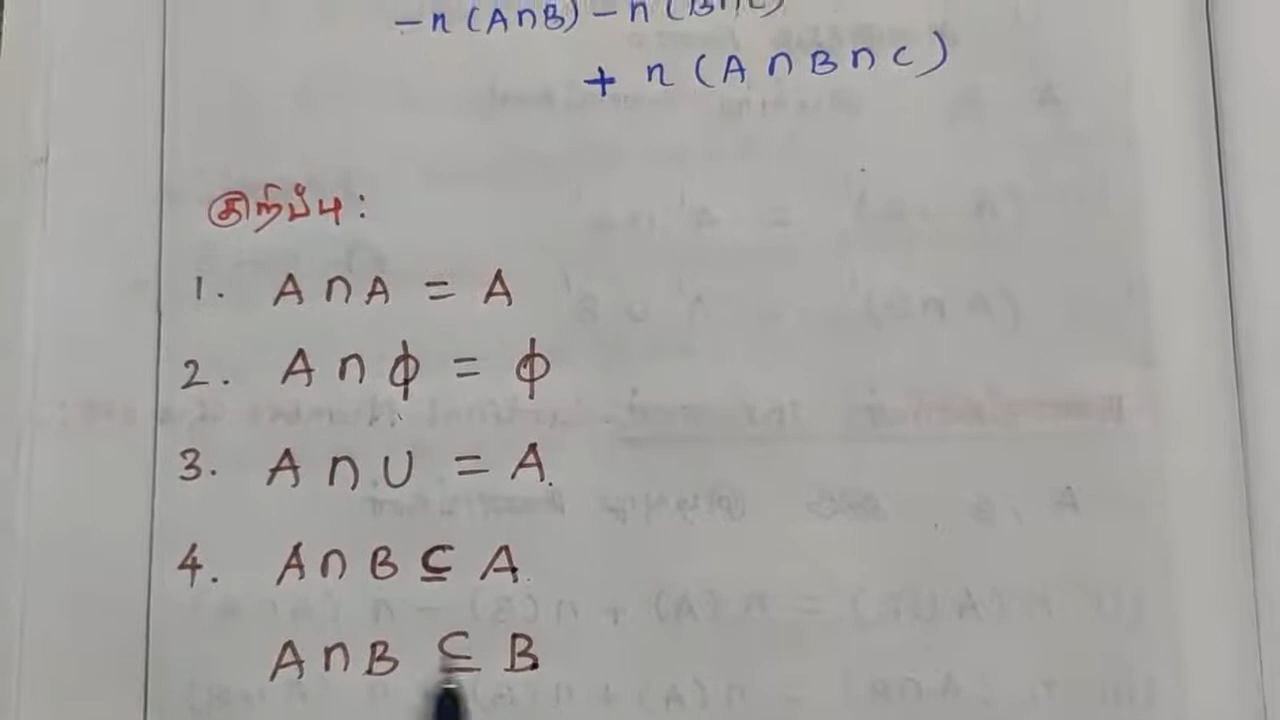 -n (A∩B) - n (B∩C)
+ n (A ∩ B ∩ C)
குறிப்பு:
1. A ∩ A = A
2. A ∩ ϕ = ϕ
3. A ∩ U = A.
4. A ∩ B ⊆ A.
A ∩ B ⊆ B